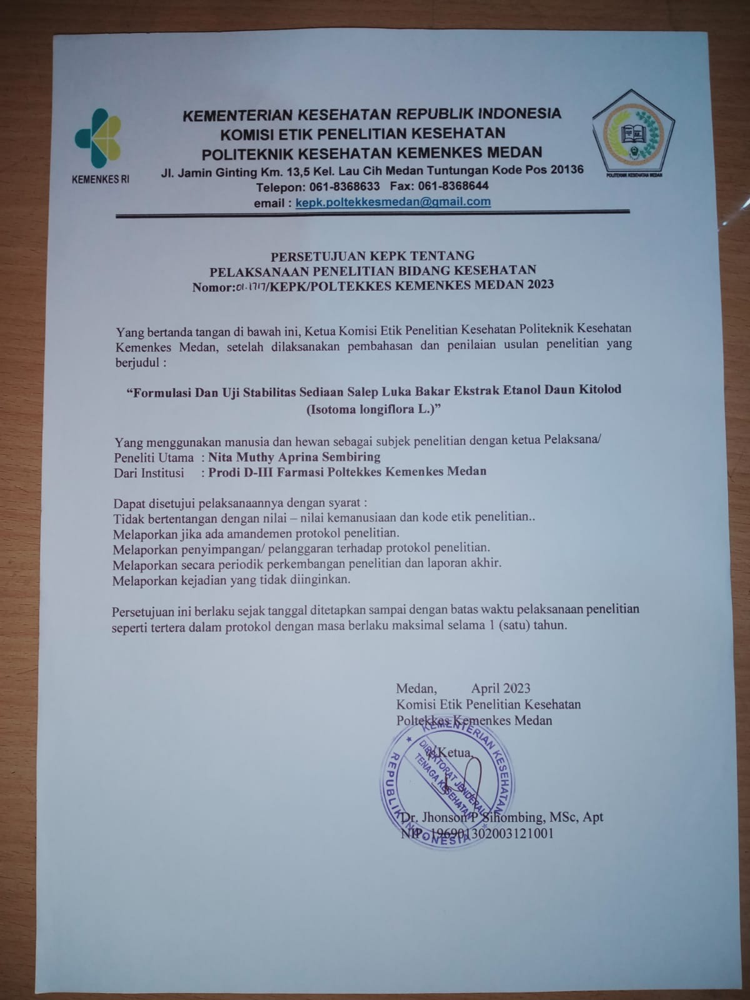 KEMENTERIAN KESEHATAN REPUBLIK INDONESIA
KOMISI ETIK PENELITIAN KESEHATAN
POLITEKNIK KESEHATAN KEMENKES MEDAN
Jl. Jamin Ginting Km. 13,5 Kel. Lau Cih Medan Tuntungan Kode Pos 20136
Telepon: 061-8368633 Fax: 061-8368644
email : kepk.poltekkesmedan@gmail.com
KEMENKES RI
POLITEKNIK KESEHATAN MEDAN
PERSETUJUAN KEPK TENTANG
PELAKSANAAN PENELITIAN BIDANG KESEHATAN
Nomor:01.1717/KEPK/POLTEKKES KEMENKES MEDAN 2023
Yang bertanda tangan di bawah ini, Ketua Komisi Etik Penelitian Kesehatan Politeknik Kesehatan
Kemenkes Medan, setelah dilaksanakan pembahasan dan penilaian usulan penelitian yang
berjudul :
“Formulasi Dan Uji Stabilitas Sediaan Salep Luka Bakar Ekstrak Etanol Daun Kitolod
(Isotoma longiflora L.)”
Yang menggunakan manusia dan hewan sebagai subjek penelitian dengan ketua Pelaksana/
Peneliti Utama : Nita Muthy Aprina Sembiring
Dari Institusi : Prodi D-III Farmasi Poltekkes Kemenkes Medan
Dapat disetujui pelaksanaannya dengan syarat :
Tidak bertentangan dengan nilai – nilai kemanusiaan dan kode etik penelitian..
Melaporkan jika ada amandemen protokol penelitian.
Melaporkan penyimpangan/ pelanggaran terhadap protokol penelitian.
Melaporkan secara periodik perkembangan penelitian dan laporan akhir.
Melaporkan kejadian yang tidak diinginkan.
Persetujuan ini berlaku sejak tanggal ditetapkan sampai dengan batas waktu pelaksanaan penelitian
seperti tertera dalam protokol dengan masa berlaku maksimal selama 1 (satu) tahun.
Medan, April 2023
Komisi Etik Penelitian Kesehatan
Poltekkes Kemenkes Medan
Ketua,
KEMENTERIAN KESEHATAN
DIREKTORAT JENDERAL
TENAGA KESEHATAN
REPUBLIK INDONESIA
Dr. Jhonson P Sihombing, MSc, Apt
NIP. 196901302003121001